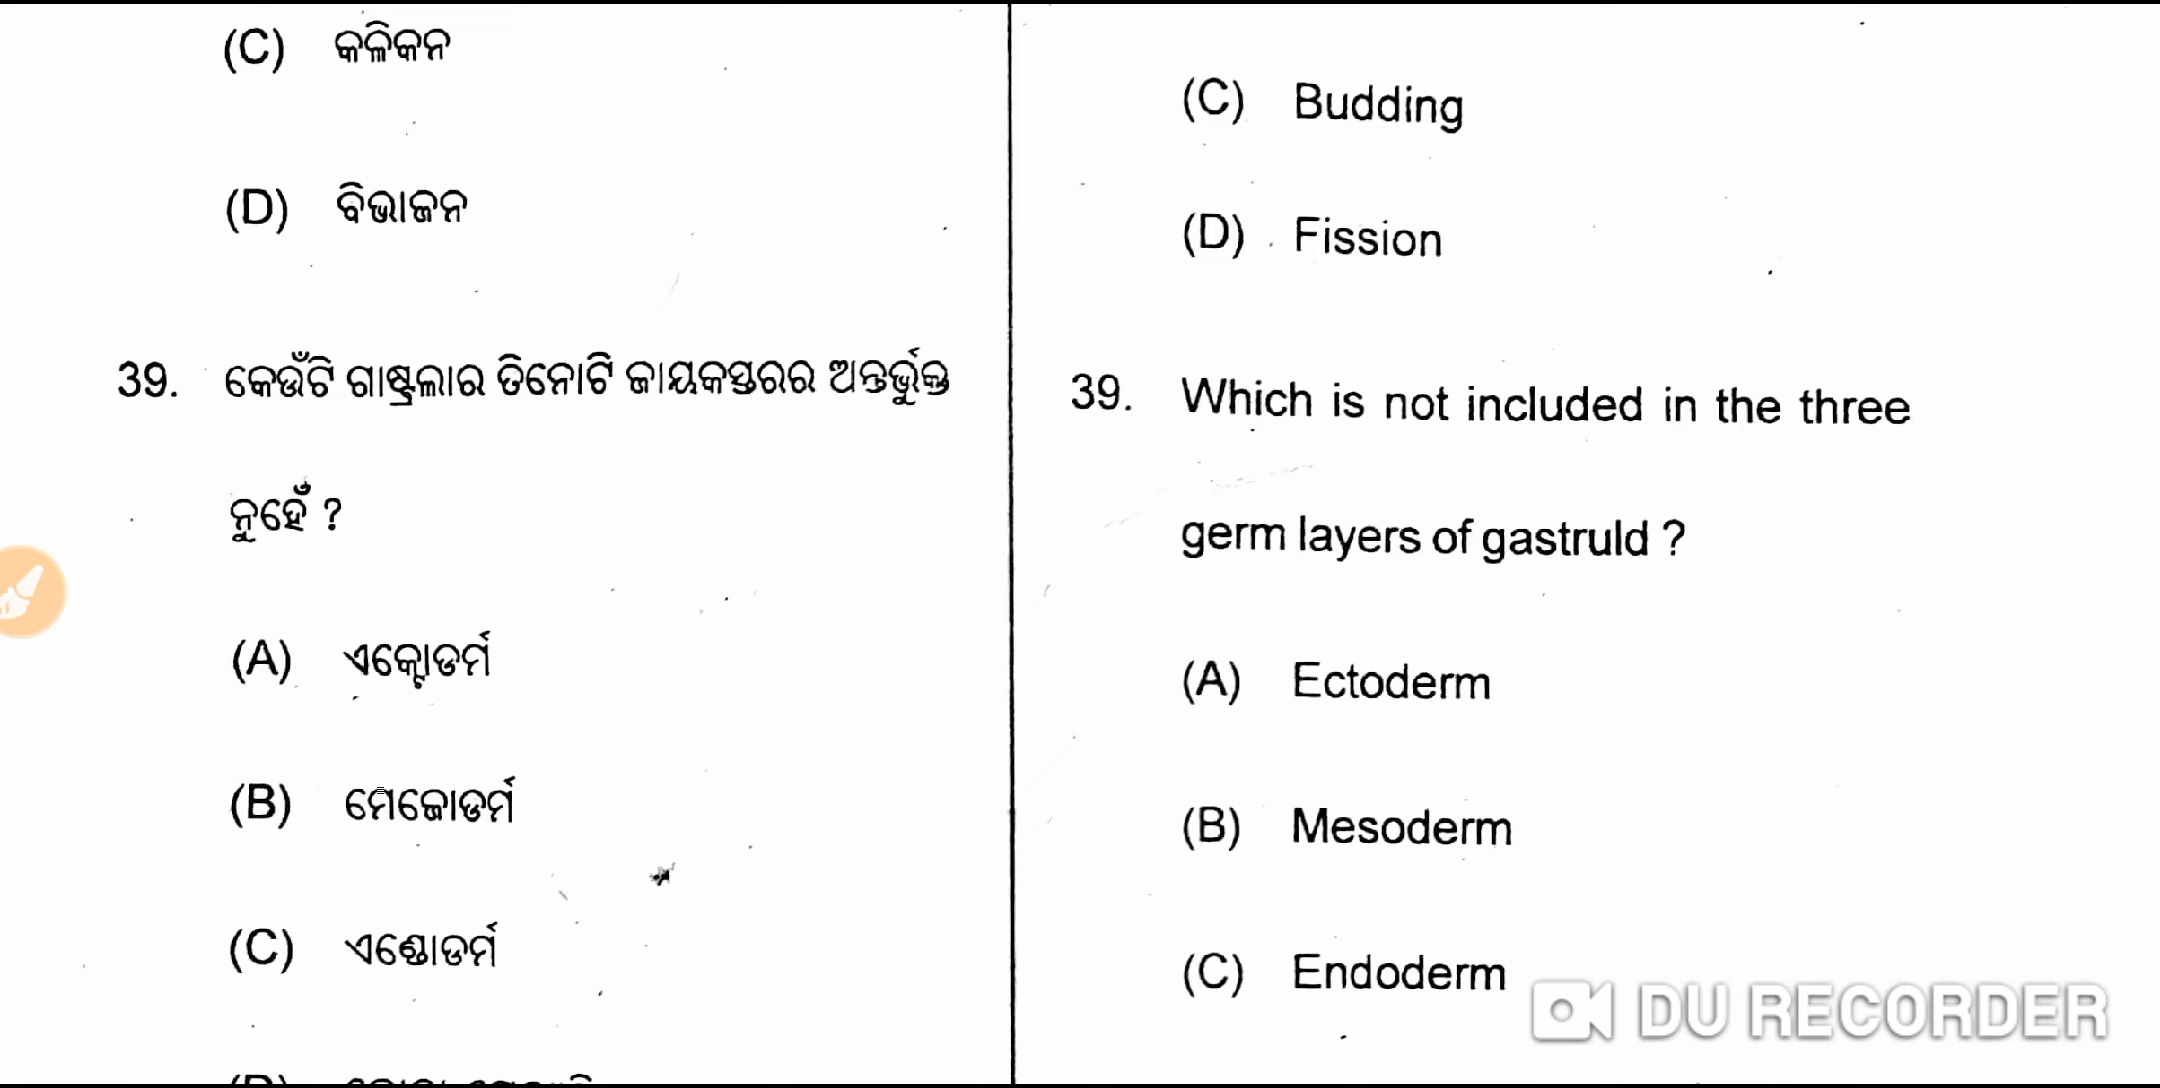 (C) କଳିକନ
(D) ବିଭାଜନ
39. କେଉଁଟି ଗାଷ୍ଟ୍ରୁଲାର ତିନୋଟି ଜାୟକସ୍ତରର ଅନ୍ତର୍ଭୁକ୍ତ
ନୁହେଁ ?
(A) ଏକ୍ଟୋଡର୍ମ
(B) ମେଜୋଡର୍ମ
(C) ଏଣ୍ଡୋଡର୍ମ
(C) Budding
(D) Fission
39. Which is not included in the three
germ layers of gastruld ?
(A) Ectoderm
(B) Mesoderm
(C) Endoderm
DU RECORDER